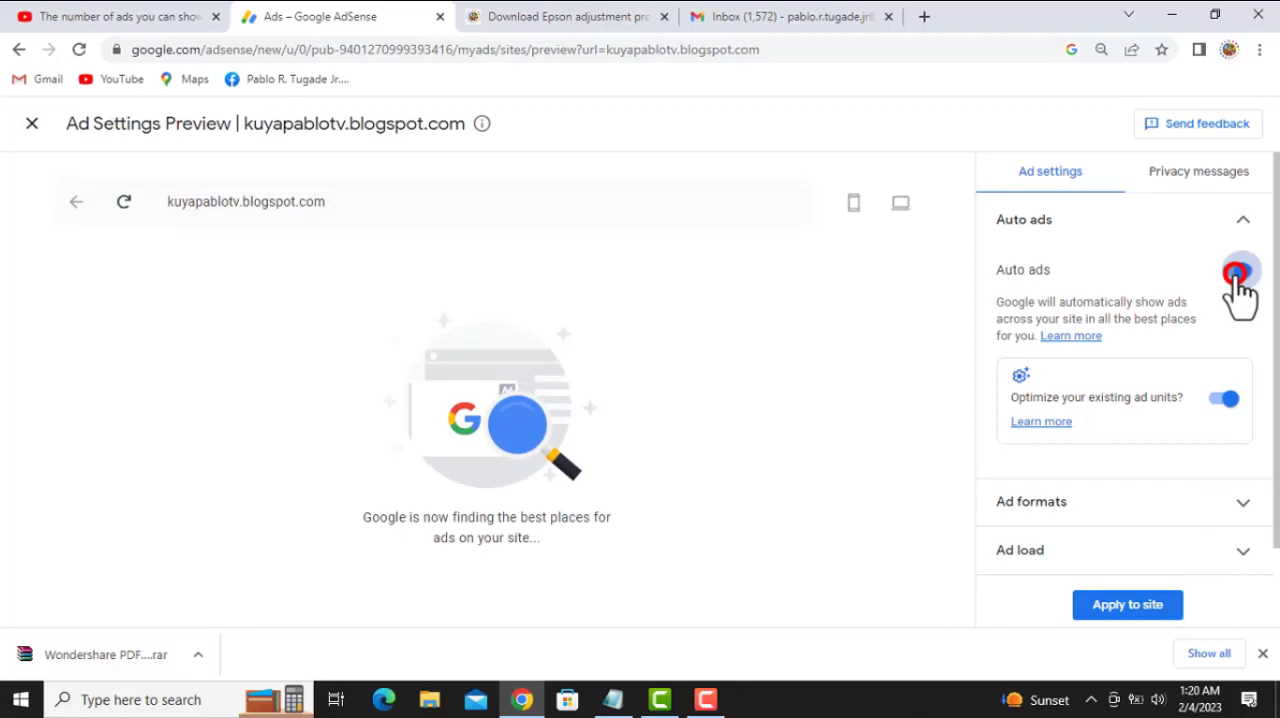 The number of ads you can show
Ads – Google AdSense
Download Epson adjustment pro
Inbox (1,572) - pablo.r.tugade.jr
google.com/adsense/new/u/0/pub-9401270999393416/myads/sites/preview?url=kuyapablotv.blogspot.com
Gmail
YouTube
Maps
Pablo R. Tugade Jr....
Ad Settings Preview | kuyapablotv.blogspot.com
Send feedback
kuyapablotv.blogspot.com
Ad settings
Privacy messages
Auto ads
Auto ads
Google will automatically show ads
across your site in all the best places
for you. Learn more
Optimize your existing ad units?
Learn more
Google is now finding the best places for
ads on your site...
Ad formats
Ad load
Apply to site
Wondershare PDF....rar
Show all
Type here to search
Sunset
1:20 AM
2/4/2023